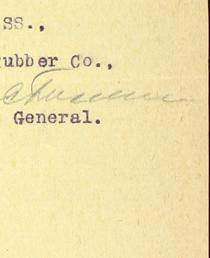 ss.,
ubber Co.,
General.